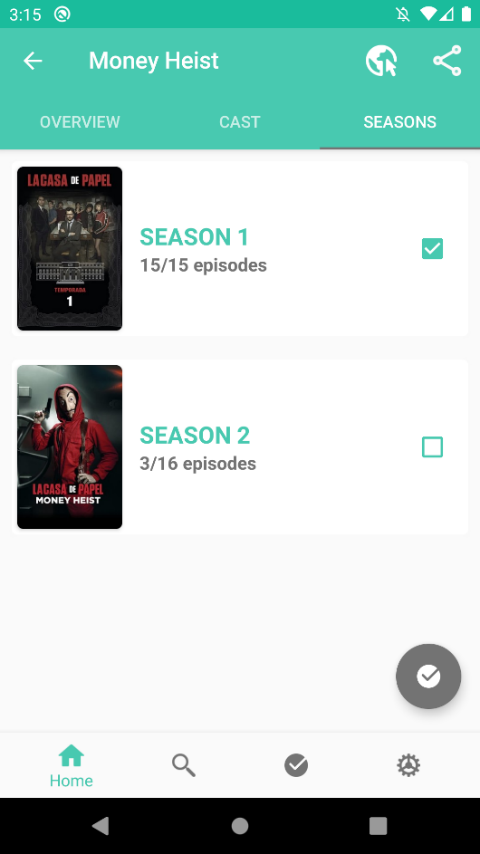 3:15
Money Heist
OVERVIEW
CAST
SEASONS
LA CASA DE PAPEL
TEMPORADA
1
SEASON 1
15/15 episodes
LA CASA DE PAPEL
MONEY HEIST
SEASON 2
3/16 episodes
Home